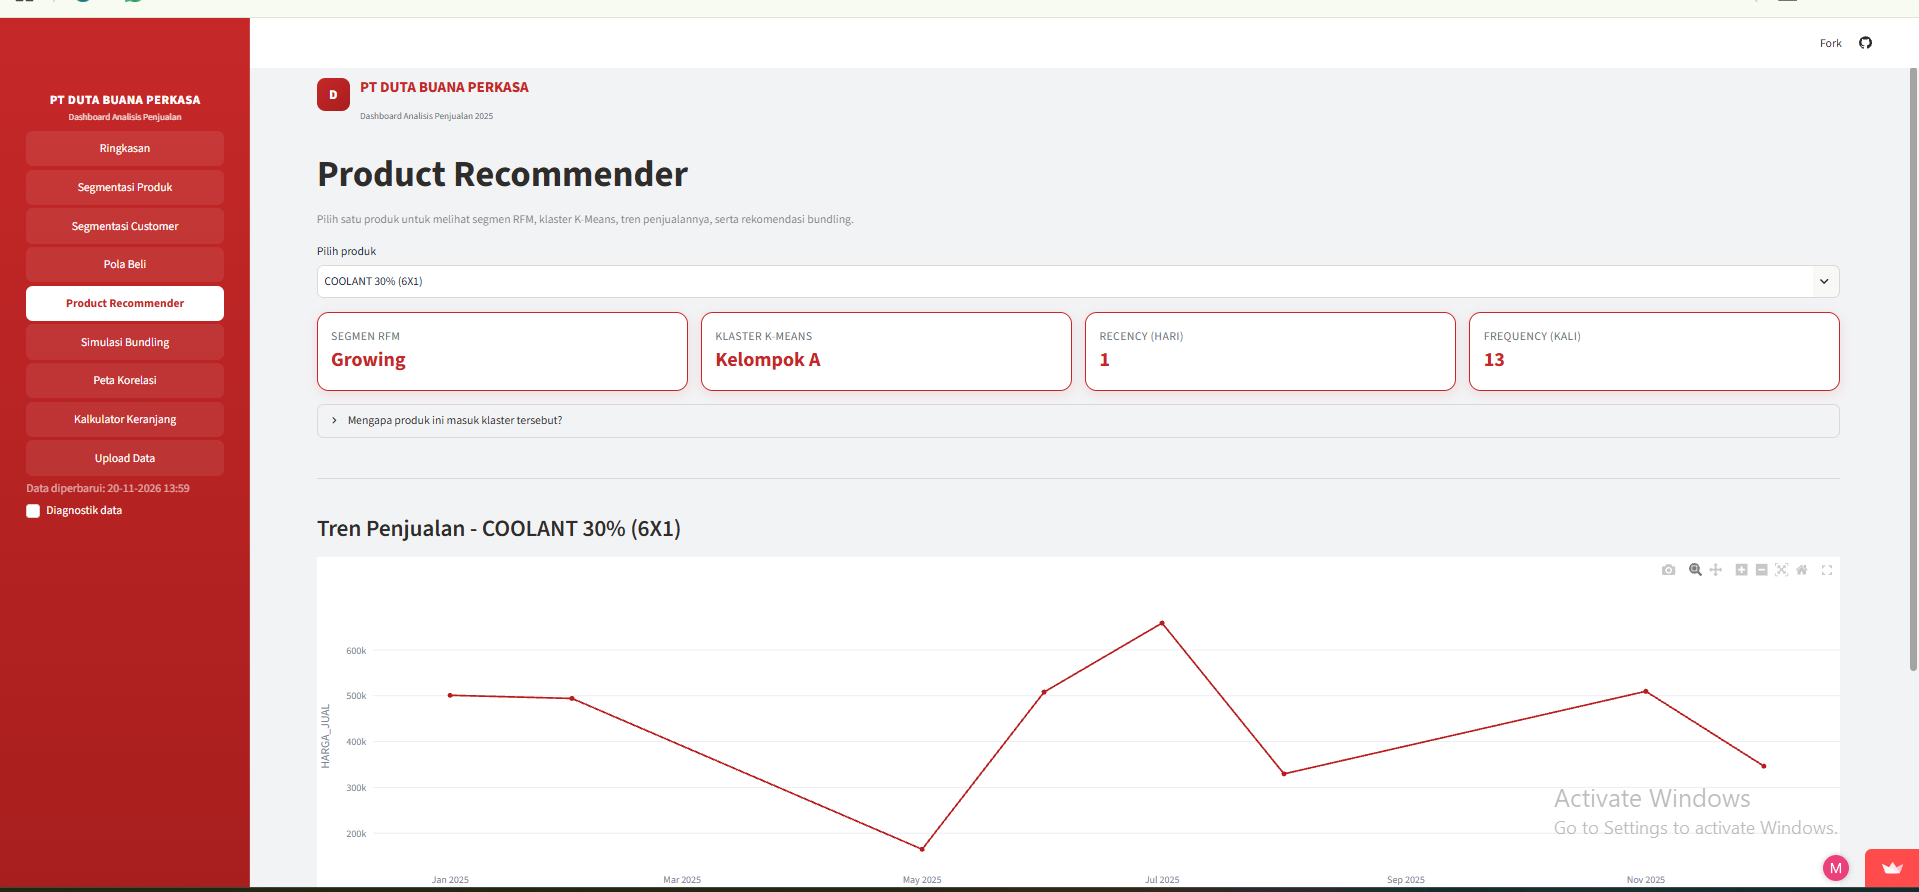 Fork
PT DUTA BUANA PERKASA
Dashboard Analisis Penjualan
Ringkasan
Segmentasi Produk
Segmentasi Customer
Pola Beli
Product Recommender
Simulasi Bundling
Peta Korelasi
Kalkulator Keranjang
Upload Data
Data diperbarui: 20-11-2026 13:59
Diagnostik data
D
PT DUTA BUANA PERKASA
Dashboard Analisis Penjualan 2025
Product Recommender
Pilih satu produk untuk melihat segmen RFM, klaster K-Means, tren penjualannya, serta rekomendasi bundling.
Pilih produk
COOLANT 30% (6X1)
SEGMEN RFM
Growing
KLASTER K-MEANS
Kelompok A
RECENCY (HARI)
1
FREQUENCY (KALI)
13
Mengapa produk ini masuk klaster tersebut?
Tren Penjualan - COOLANT 30% (6X1)
600k
500k
400k
300k
200k
HARGA_JUAL
Jan 2025
Mar 2025
May 2025
Jul 2025
Sep 2025
Nov 2025
Activate Windows
Go to Settings to activate Windows.
M